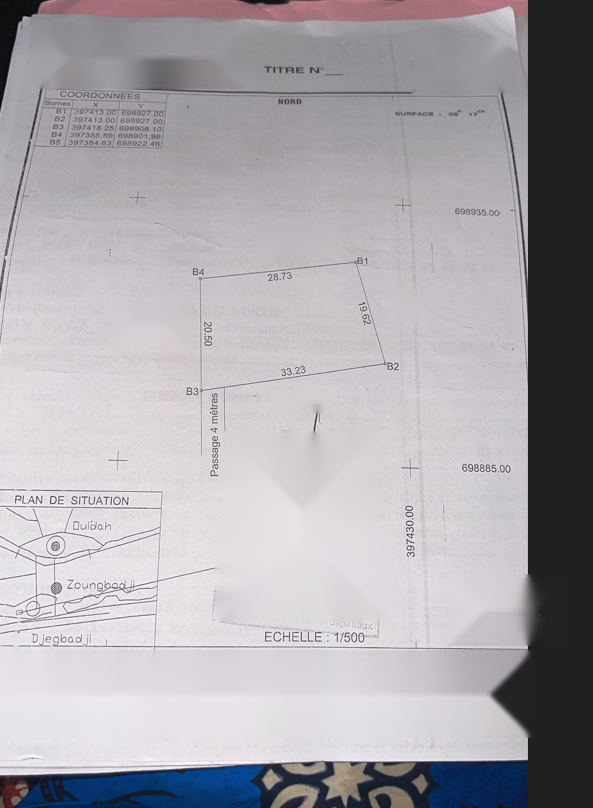 TITRE N°__
COORDONNEES
Bornes X Y
B1 397413.00 698927.00
B2 397413.00 698927.00
B3 397418.25 698908.10
B4 397385.59 698901.98
B5 397384.63 698922.46
NORD
SURFACE : 06a 17ca
698935.00
B4
28.73
B1
20.50
19.62
33.23
B2
B3
Passage 4 mètres
698885.00
397430.00
PLAN DE SITUATION
Ouidah
Zoungbodji
Djegbadji
ECHELLE : 1/500